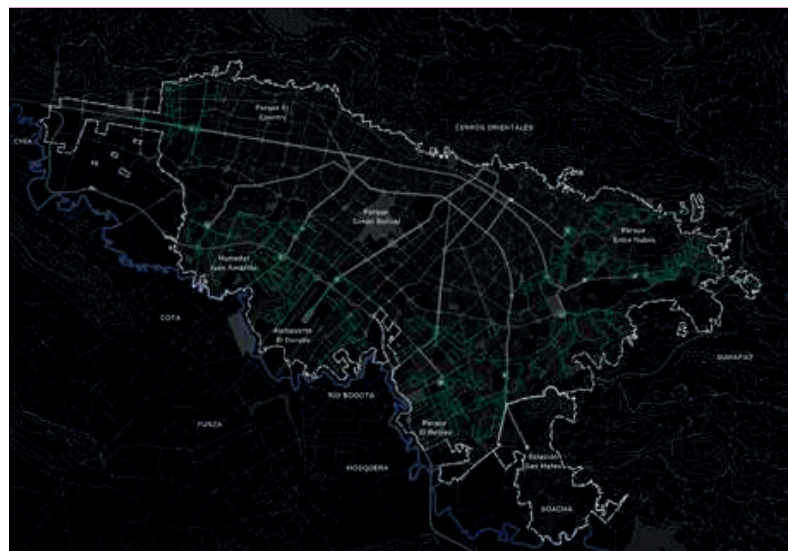 Parque El
Country
CERROS ORIENTALES
CHIA
Parque
Simón Bolívar
Parque
Entre Nubes
Humedal
Juan Amarillo
COTA
Aeropuerto
El Dorado
SUMAPAZ
RIO BOGOTA
FUNZA
Parque
El Recreo
MOSQUERA
Estación
San Mateo
SOACHA